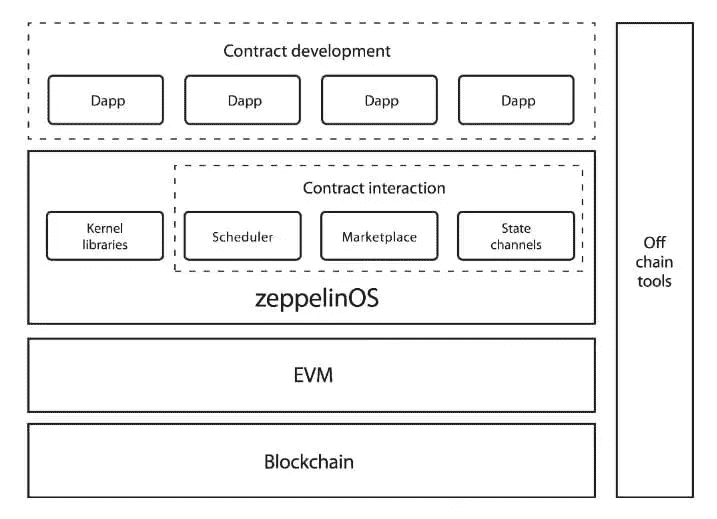 Contract development
Dapp
Dapp
Dapp
Dapp
Contract interaction
Kernel
libraries
Scheduler
Marketplace
State
channels
zeppelinOS
EVM
Blockchain
Off
chain
tools